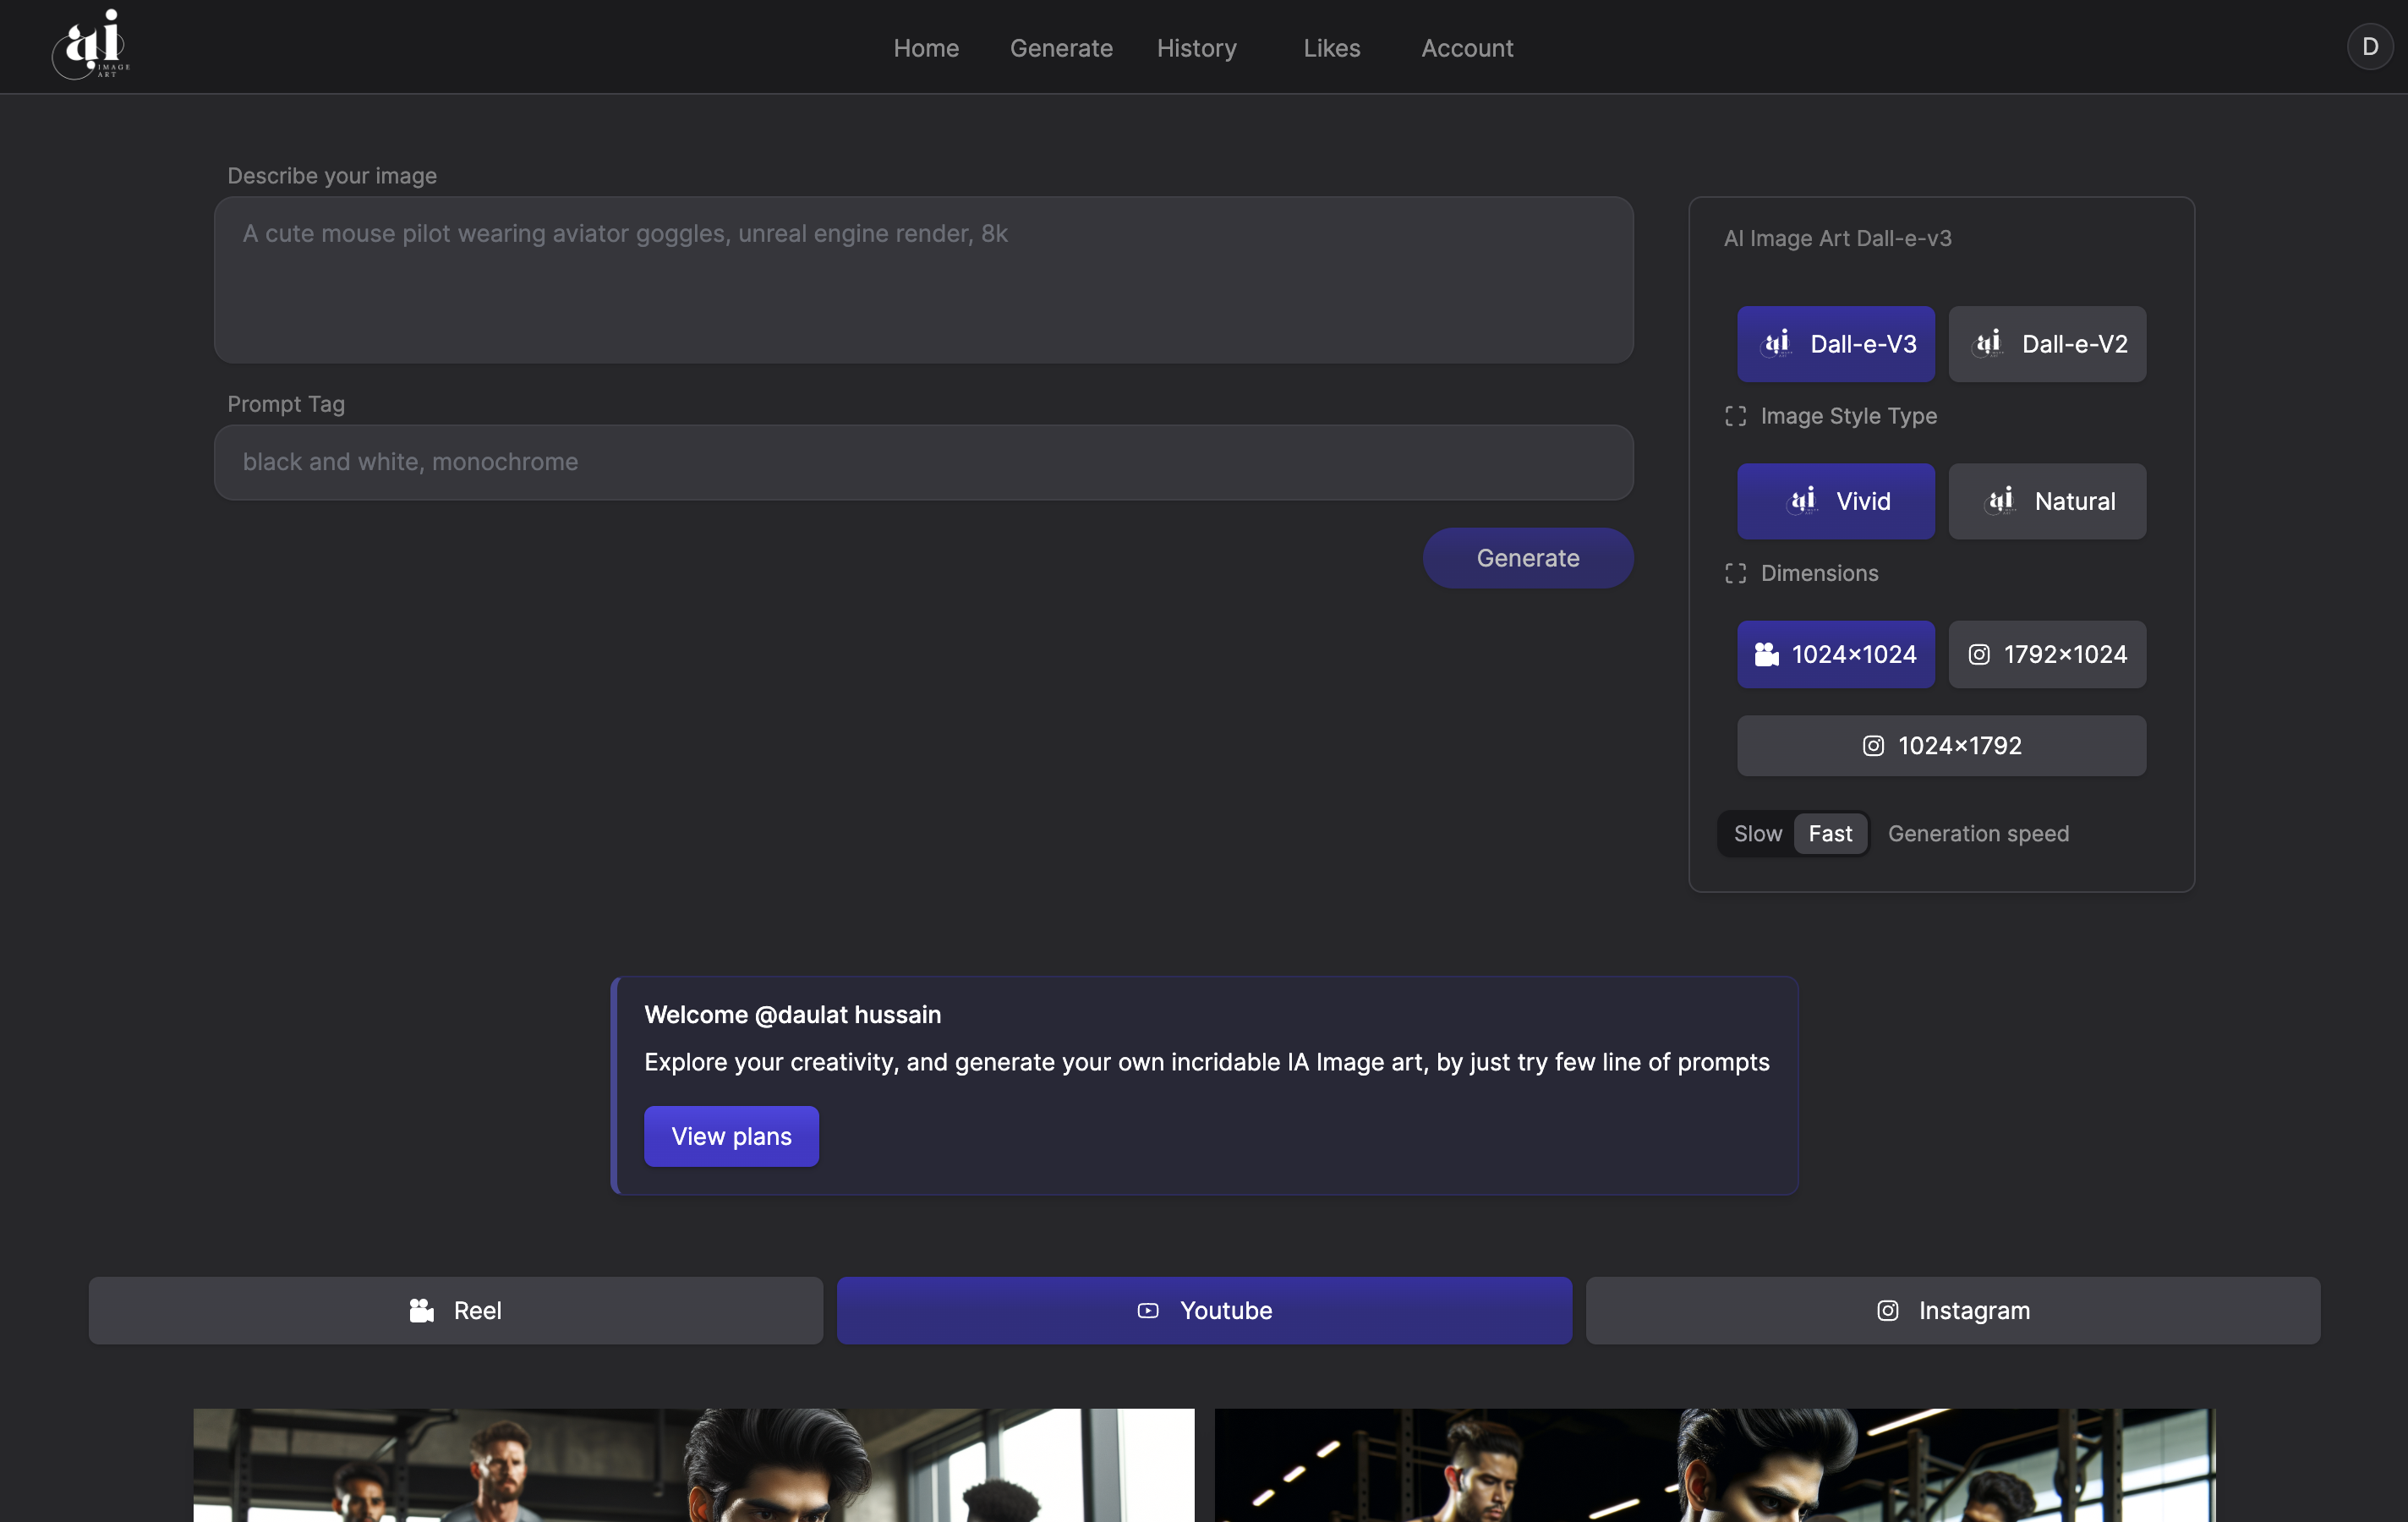 ai
IMAGE
ART
Home Generate History Likes Account
D
Describe your image
A cute mouse pilot wearing aviator goggles, unreal engine render, 8k
Prompt Tag
black and white, monochrome
Generate
AI Image Art Dall-e-v3
ai Dall-e-V3 ai Dall-e-V2
Image Style Type
ai Vivid ai Natural
Dimensions
1024×1024 1792×1024
1024×1792
Slow Fast Generation speed
Welcome @daulat hussain
Explore your creativity, and generate your own incridable IA Image art, by just try few line of prompts
View plans
Reel Youtube Instagram